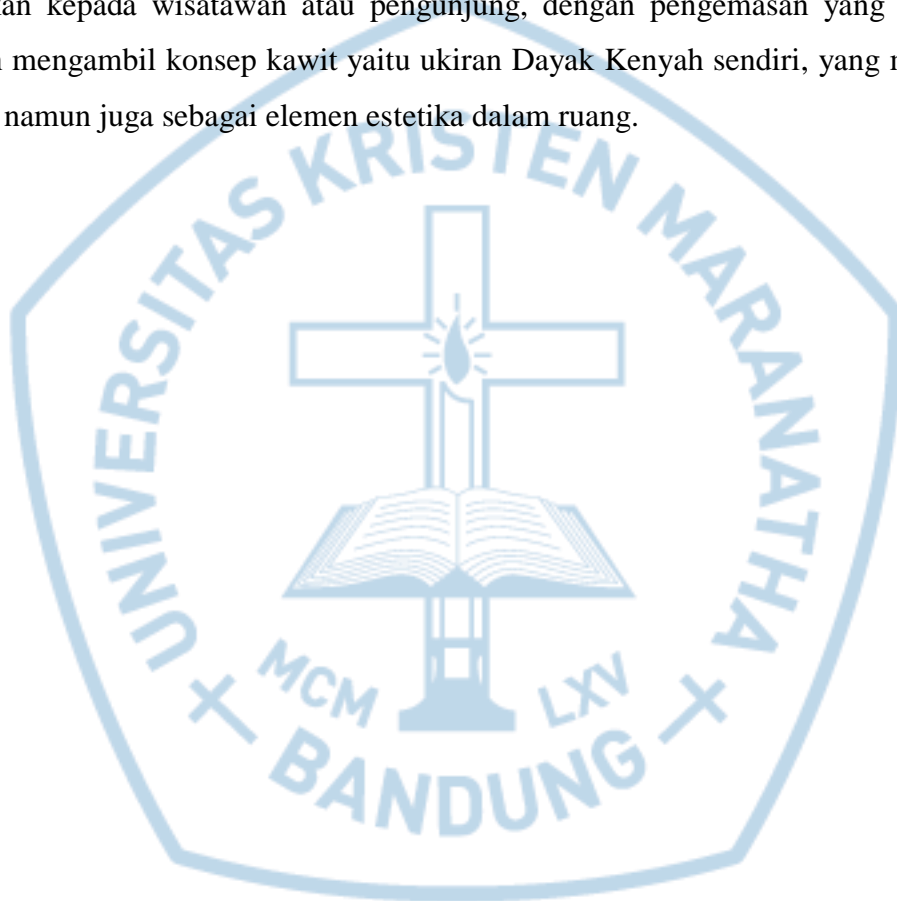 kan kepada wisatawan atau pengunjung, dengan pengemasan yang
mengambil konsep kawit yaitu ukiran Dayak Kenyah sendiri, yang
namun juga sebagai elemen estetika dalam ruang.
UNIVERSITAS KRISTEN MARANATHA
MCM LXV
BANDUNG